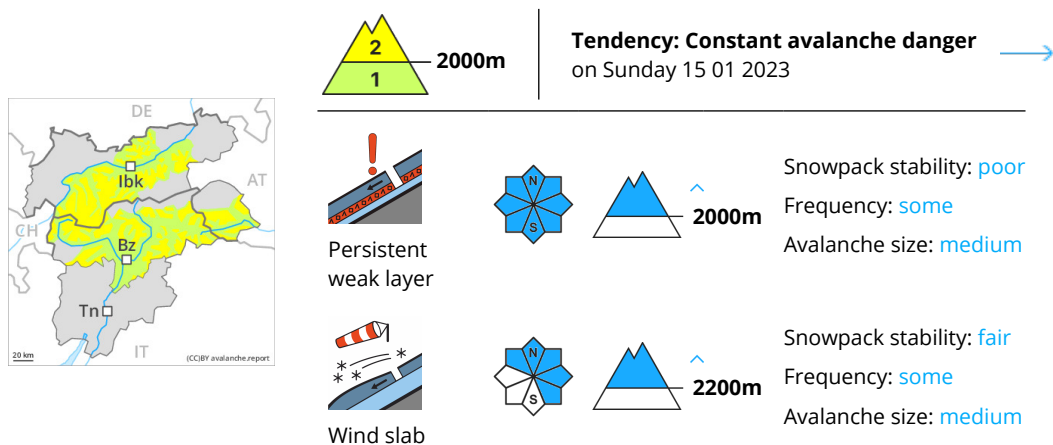 2
1
2000m
Tendency: Constant avalanche danger
on Sunday 15 01 2023
DE
Ibk
AT
CH
Bz
Tn
IT
20 km
(CC)BY avalanche.report
Persistent
weak layer
N
S
2000m
Snowpack stability: poor
Frequency: some
Avalanche size: medium
Wind slab
N
S
2200m
Snowpack stability: fair
Frequency: some
Avalanche size: medium